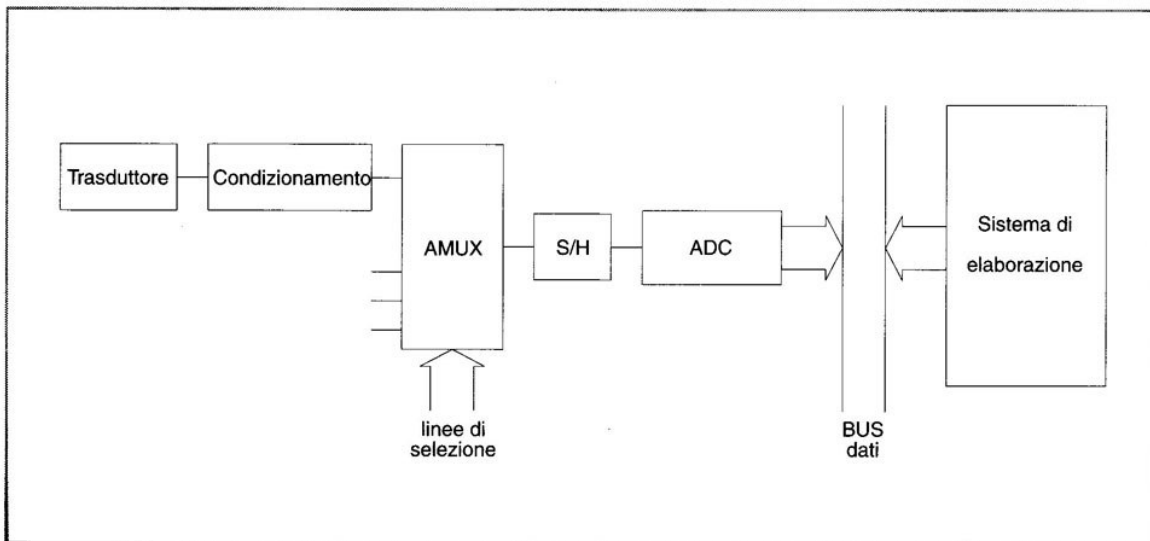 Trasduttore
Condizionamento
AMUX
S/H
ADC
Sistema di
elaborazione
linee di
selezione
BUS
dati